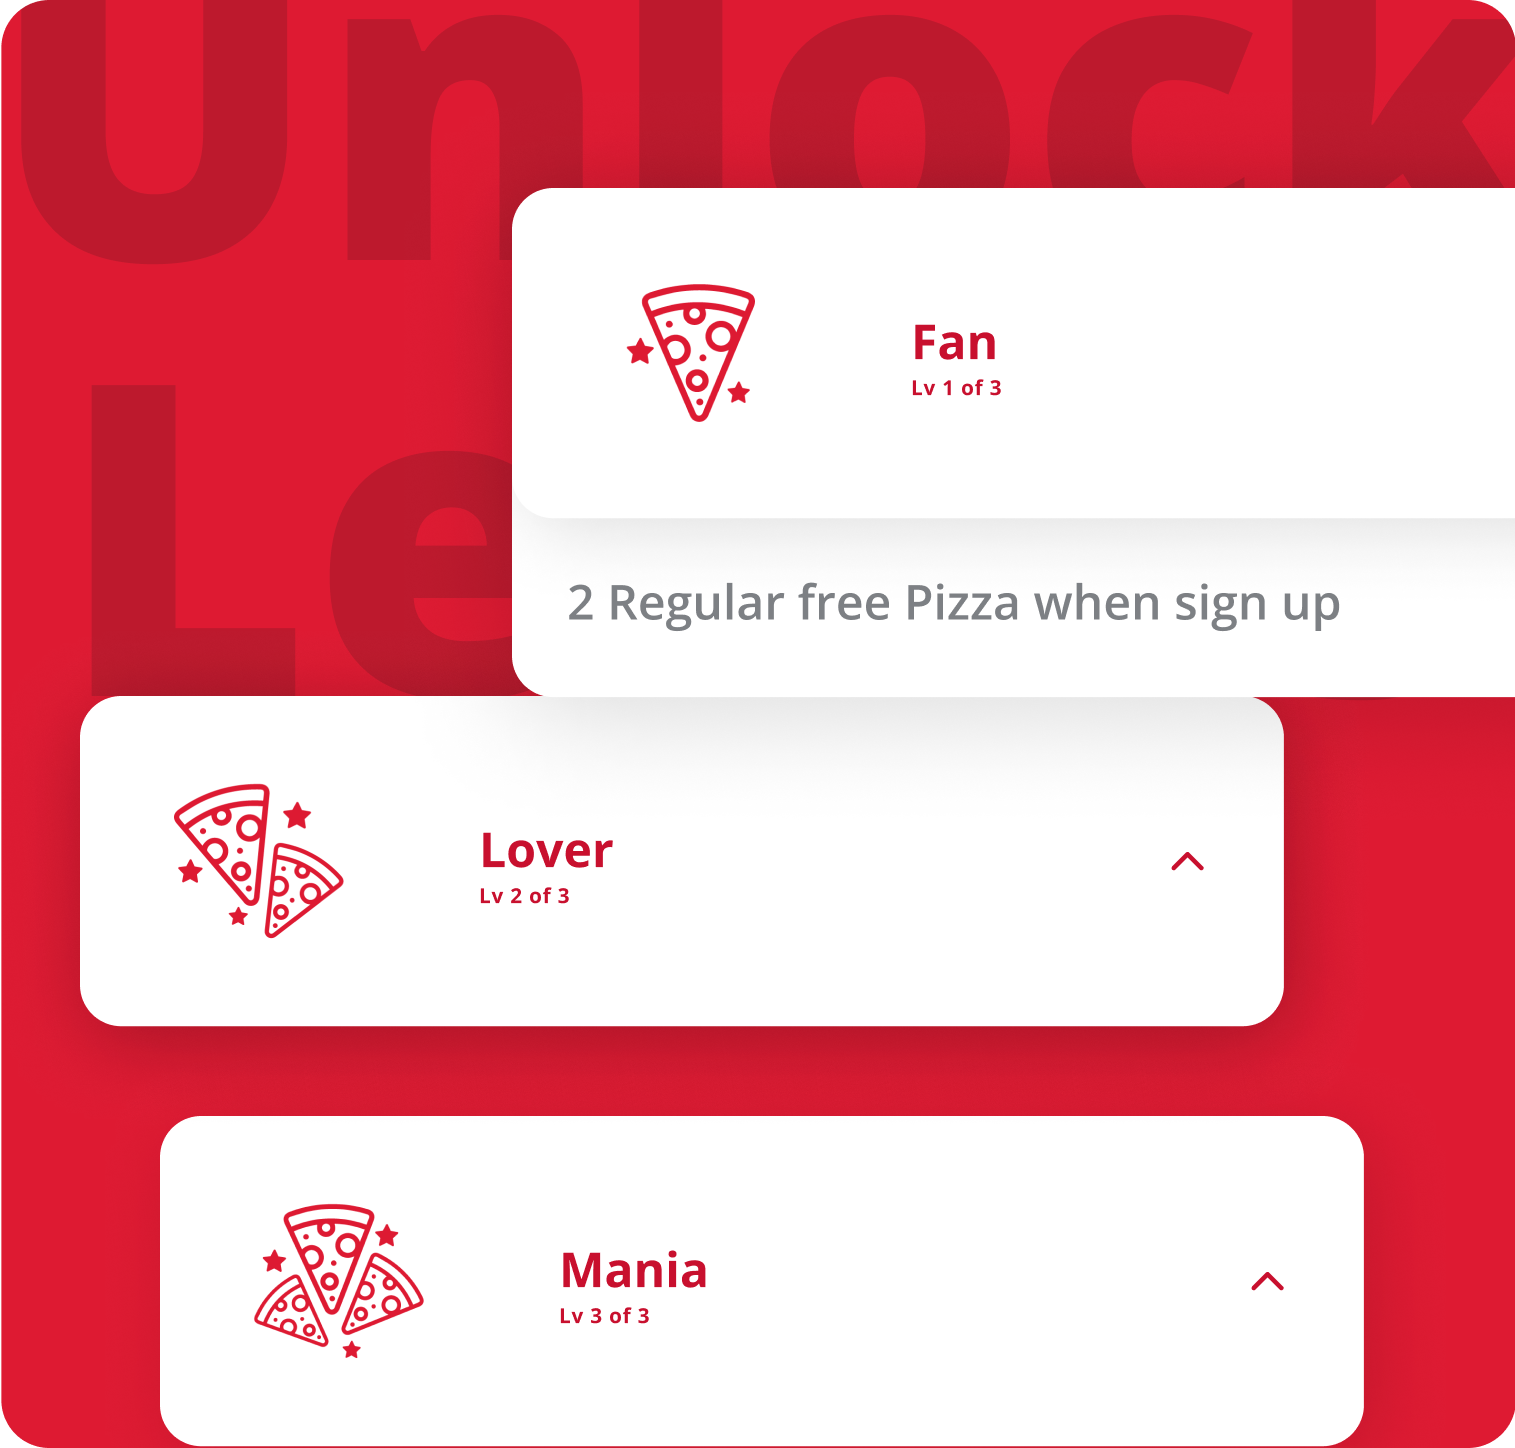 Unlock
Le
Fan
Lv 1 of 3
2 Regular free Pizza when sign up
Lover
Lv 2 of 3
Mania
Lv 3 of 3